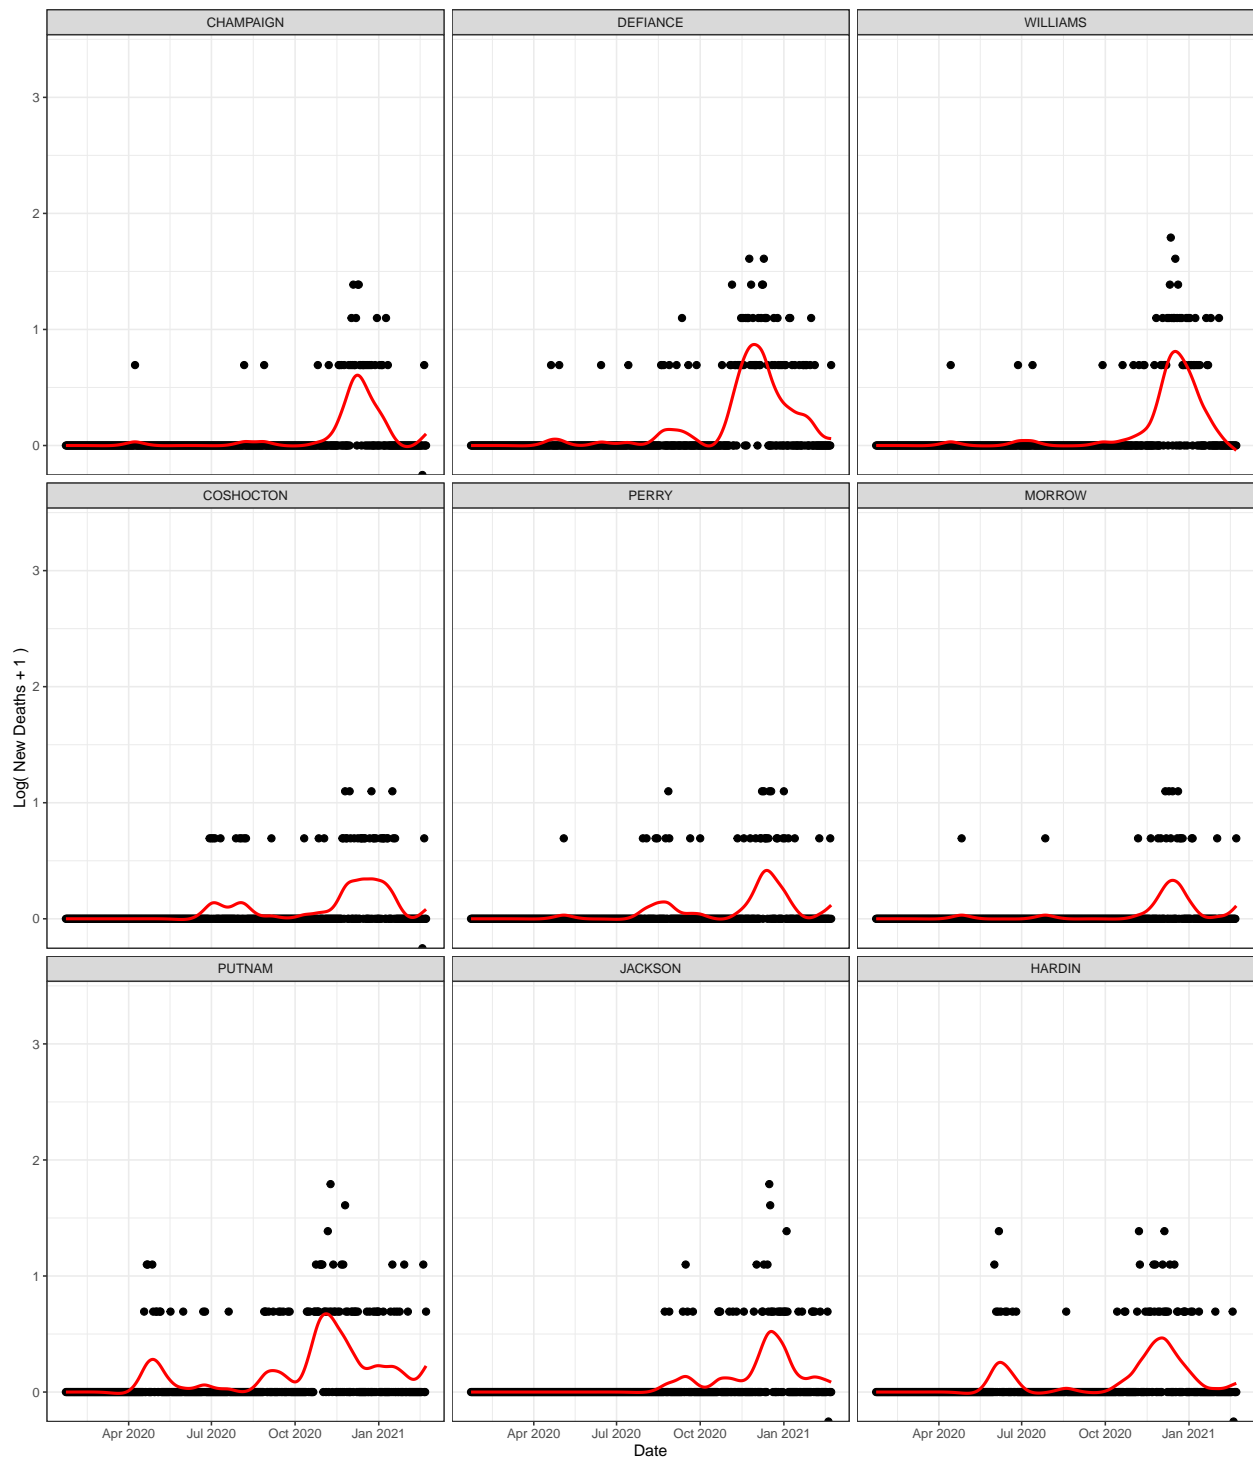 CHAMPAIGN DEFIANCE WILLIAMS
3
2
1
0
COSHOCTON PERRY MORROW
3
2
1
0
PUTNAM JACKSON HARDIN
3
2
1
0
Log( New Deaths + 1 )
Apr 2020 Jul 2020 Oct 2020 Jan 2021 Apr 2020 Jul 2020 Oct 2020 Jan 2021 Apr 2020 Jul 2020 Oct 2020 Jan 2021
Date